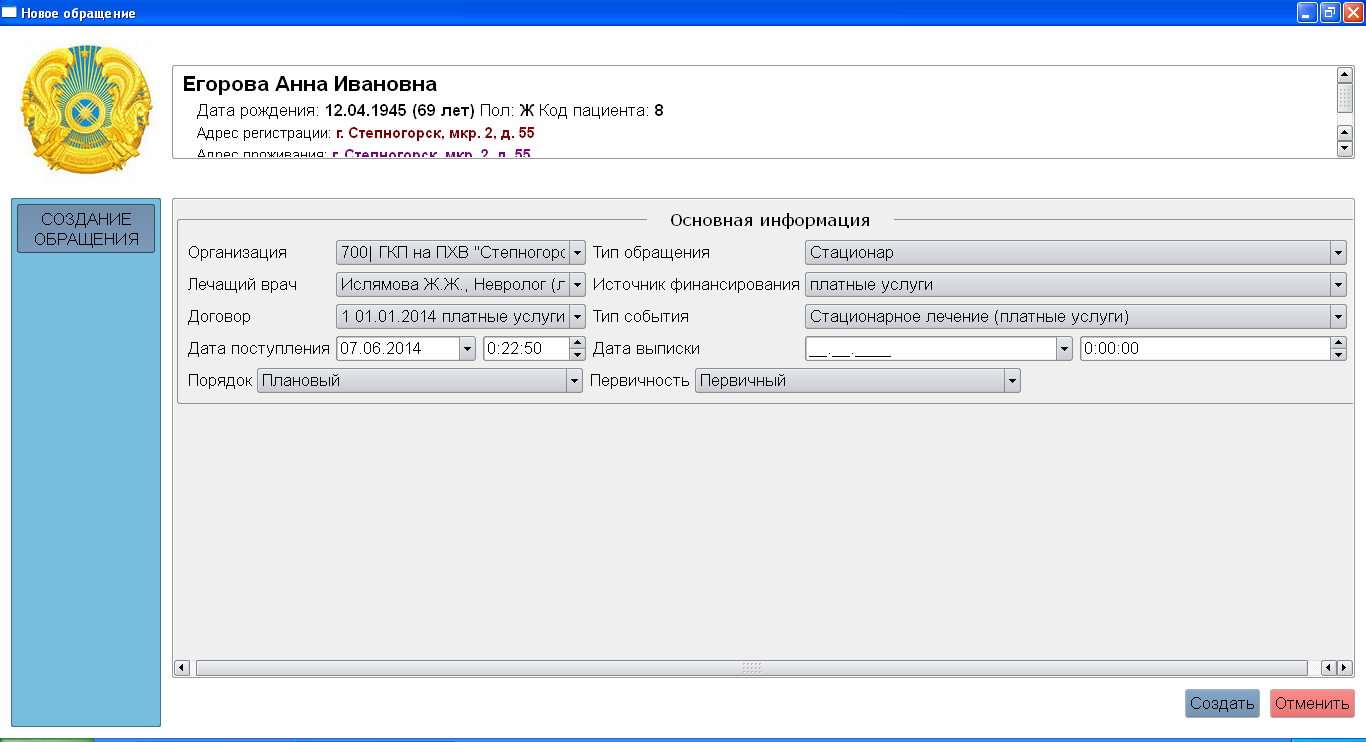 Новое обращение
Егорова Анна Ивановна
Дата рождения: 12.04.1945 (69 лет) Пол: Ж Код пациента: 8
Адрес регистрации: г. Степногорск, мкр. 2, д. 55
Адрес проживания: г. Степногорск, мкр. 2, д. 55
СОЗДАНИЕ
ОБРАЩЕНИЯ
Основная информация
Организация 700| ГКП на ПХВ "Степногорс Тип обращения Стационар
Лечащий врач Ислямова Ж.Ж., Невролог (л Источник финансирования платные услуги
Договор 1 01.01.2014 платные услуги Тип события Стационарное лечение (платные услуги)
Дата поступления 07.06.2014 0:22:50 Дата выписки __.__.____ 0:00:00
Порядок Плановый Первичность Первичный
Создать Отменить